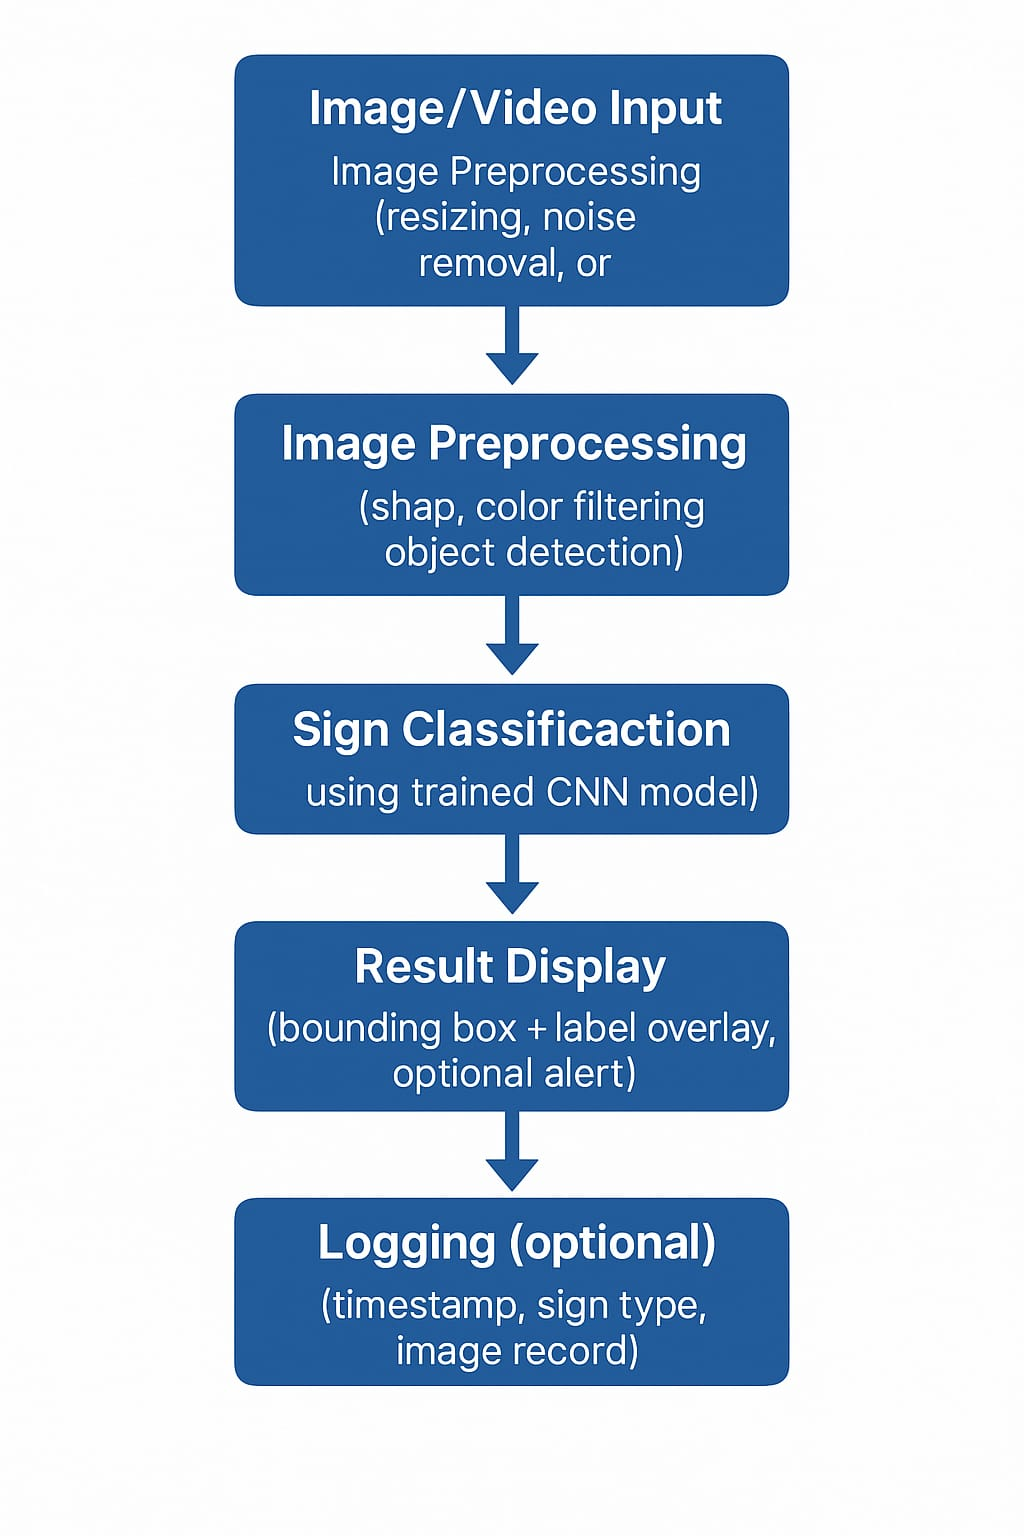 Image/Video Input
Image Preprocessing
(resizing, noise
removal, or
Image Preprocessing
(shap, color filtering
object detection)
Sign Classificaction
using trained CNN model)
Result Display
(bounding box + label overlay,
optional alert)
Logging (optional)
(timestamp, sign type,
image record)